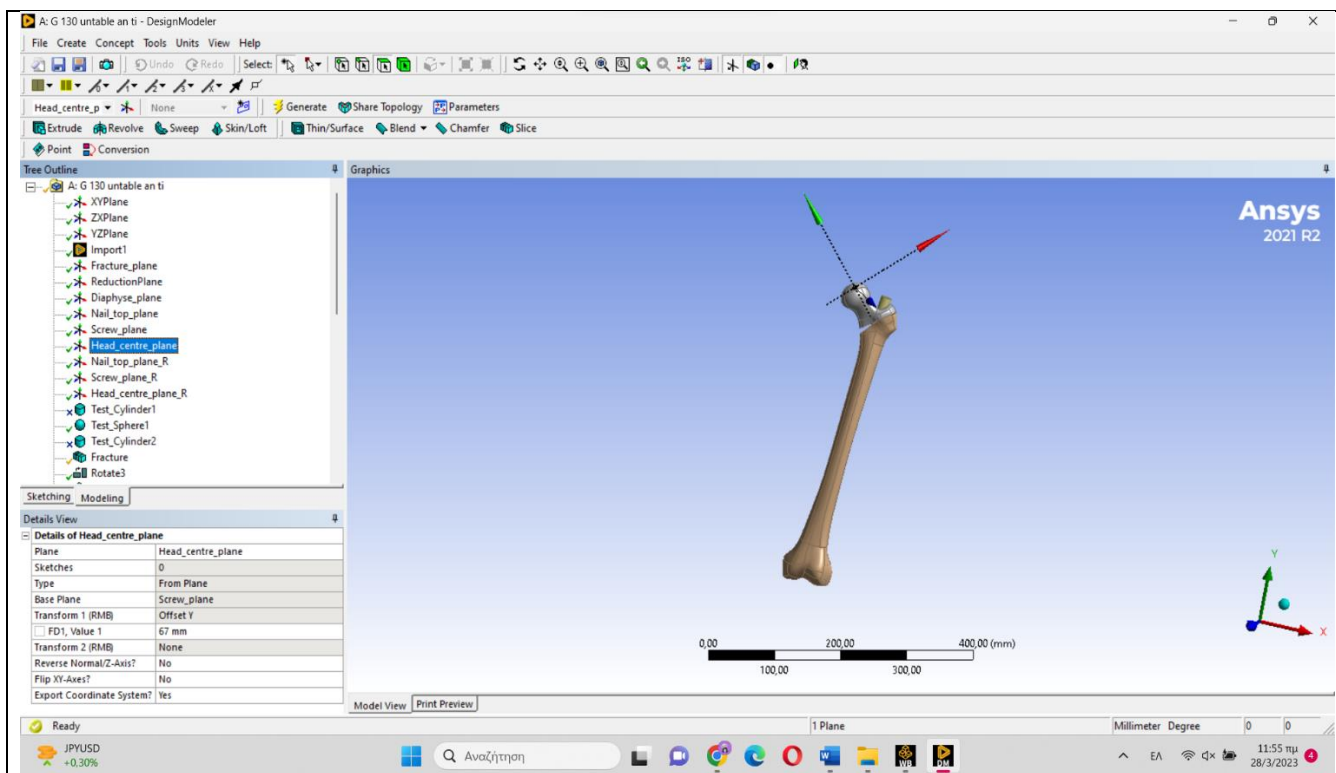 A: G 130 untable an ti - DesignModeler
File Create Concept Tools Units View Help
Undo Redo Select:
Head_centre_p None Generate Share Topology Parameters
Extrude Revolve Sweep Skin/Loft Thin/Surface Blend Chamfer Slice
Point Conversion
Tree Outline
A: G 130 untable an ti
XYPlane
ZXPlane
YZPlane
Import1
Fracture_plane
ReductionPlane
Diaphyse_plane
Nail_top_plane
Screw_plane
Head_centre_plane
Nail_top_plane_R
Screw_plane_R
Head_centre_plane_R
Test_Cylinder1
Test_Sphere1
Test_Cylinder2
Fracture
Rotate3
Sketching Modeling
Details View
Details of Head_centre_plane
Plane Head_centre_plane
Sketches 0
Type From Plane
Base Plane Screw_plane
Transform 1 (RMB) Offset Y
FD1, Value 1 67 mm
Transform 2 (RMB) None
Reverse Normal/Z-Axis? No
Flip XY-Axes? No
Export Coordinate System? Yes
Graphics
Ansys
2021 R2
Y
X
0,00 200,00 400,00 (mm)
100,00 300,00
Model View Print Preview
Ready 1 Plane Millimeter Degree 0 0
JPYUSD
+0,30%
Αναζήτηση
W
WB
DM
ΕΛ
11:55 πμ
28/3/2023
4